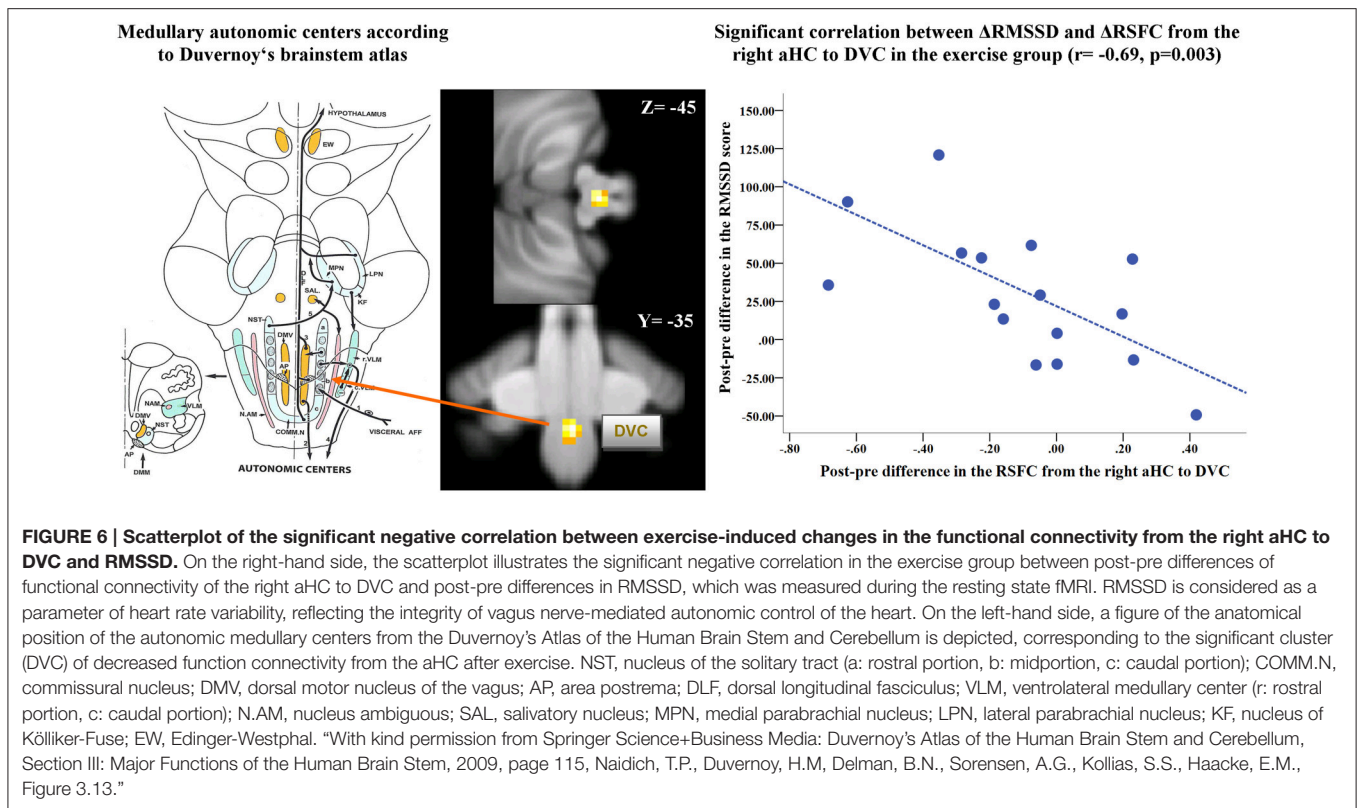 Medullary autonomic centers according
to Duvernoy‘s brainstem atlas
Significant correlation between ΔRMSSD and ΔRSFC from the
right aHC to DVC in the exercise group (r= -0.69, p=0.003)
HYPOTHALAMUS
EW
MPN
LPN
D
SAL.
KF
NST
5
a
DMV
3
r.VLM
AP
b
c.VLM
c
1
N.AM
VISCERAL AFF
COMM.N
2
4
AUTONOMIC CENTERS
NAM
VLM
DMV
NST
AP
DMM
Z= -45
Y= -35
DVC
Post-pre difference in the RMSSD score
150.00
125.00
100.00
75.00
50.00
25.00
.00
-25.00
-50.00
-.80
-.60
-.40
-.20
.00
.20
.40
Post-pre difference in the RSFC from the right aHC to DVC
FIGURE 6 | Scatterplot of the significant negative correlation between exercise-induced changes in the functional connectivity from the right aHC to
DVC and RMSSD. On the right-hand side, the scatterplot illustrates the significant negative correlation in the exercise group between post-pre differences of
functional connectivity of the right aHC to DVC and post-pre differences in RMSSD, which was measured during the resting state fMRI. RMSSD is considered as a
parameter of heart rate variability, reflecting the integrity of vagus nerve-mediated autonomic control of the heart. On the left-hand side, a figure of the anatomical
position of the autonomic medullary centers from the Duvernoy's Atlas of the Human Brain Stem and Cerebellum is depicted, corresponding to the significant cluster
(DVC) of decreased function connectivity from the aHC after exercise. NST, nucleus of the solitary tract (a: rostral portion, b: midportion, c: caudal portion); COMM.N,
commissural nucleus; DMV, dorsal motor nucleus of the vagus; AP, area postrema; DLF, dorsal longitudinal fasciculus; VLM, ventrolateral medullary center (r: rostral
portion, c: caudal portion); N.AM, nucleus ambiguous; SAL, salivatory nucleus; MPN, medial parabrachial nucleus; LPN, lateral parabrachial nucleus; KF, nucleus of
Kölliker-Fuse; EW, Edinger-Westphal. “With kind permission from Springer Science+Business Media: Duvernoy's Atlas of the Human Brain Stem and Cerebellum,
Section III: Major Functions of the Human Brain Stem, 2009, page 115, Naidich, T.P., Duvernoy, H.M, Delman, B.N., Sorensen, A.G., Kollias, S.S., Haacke, E.M.,
Figure 3.13.”